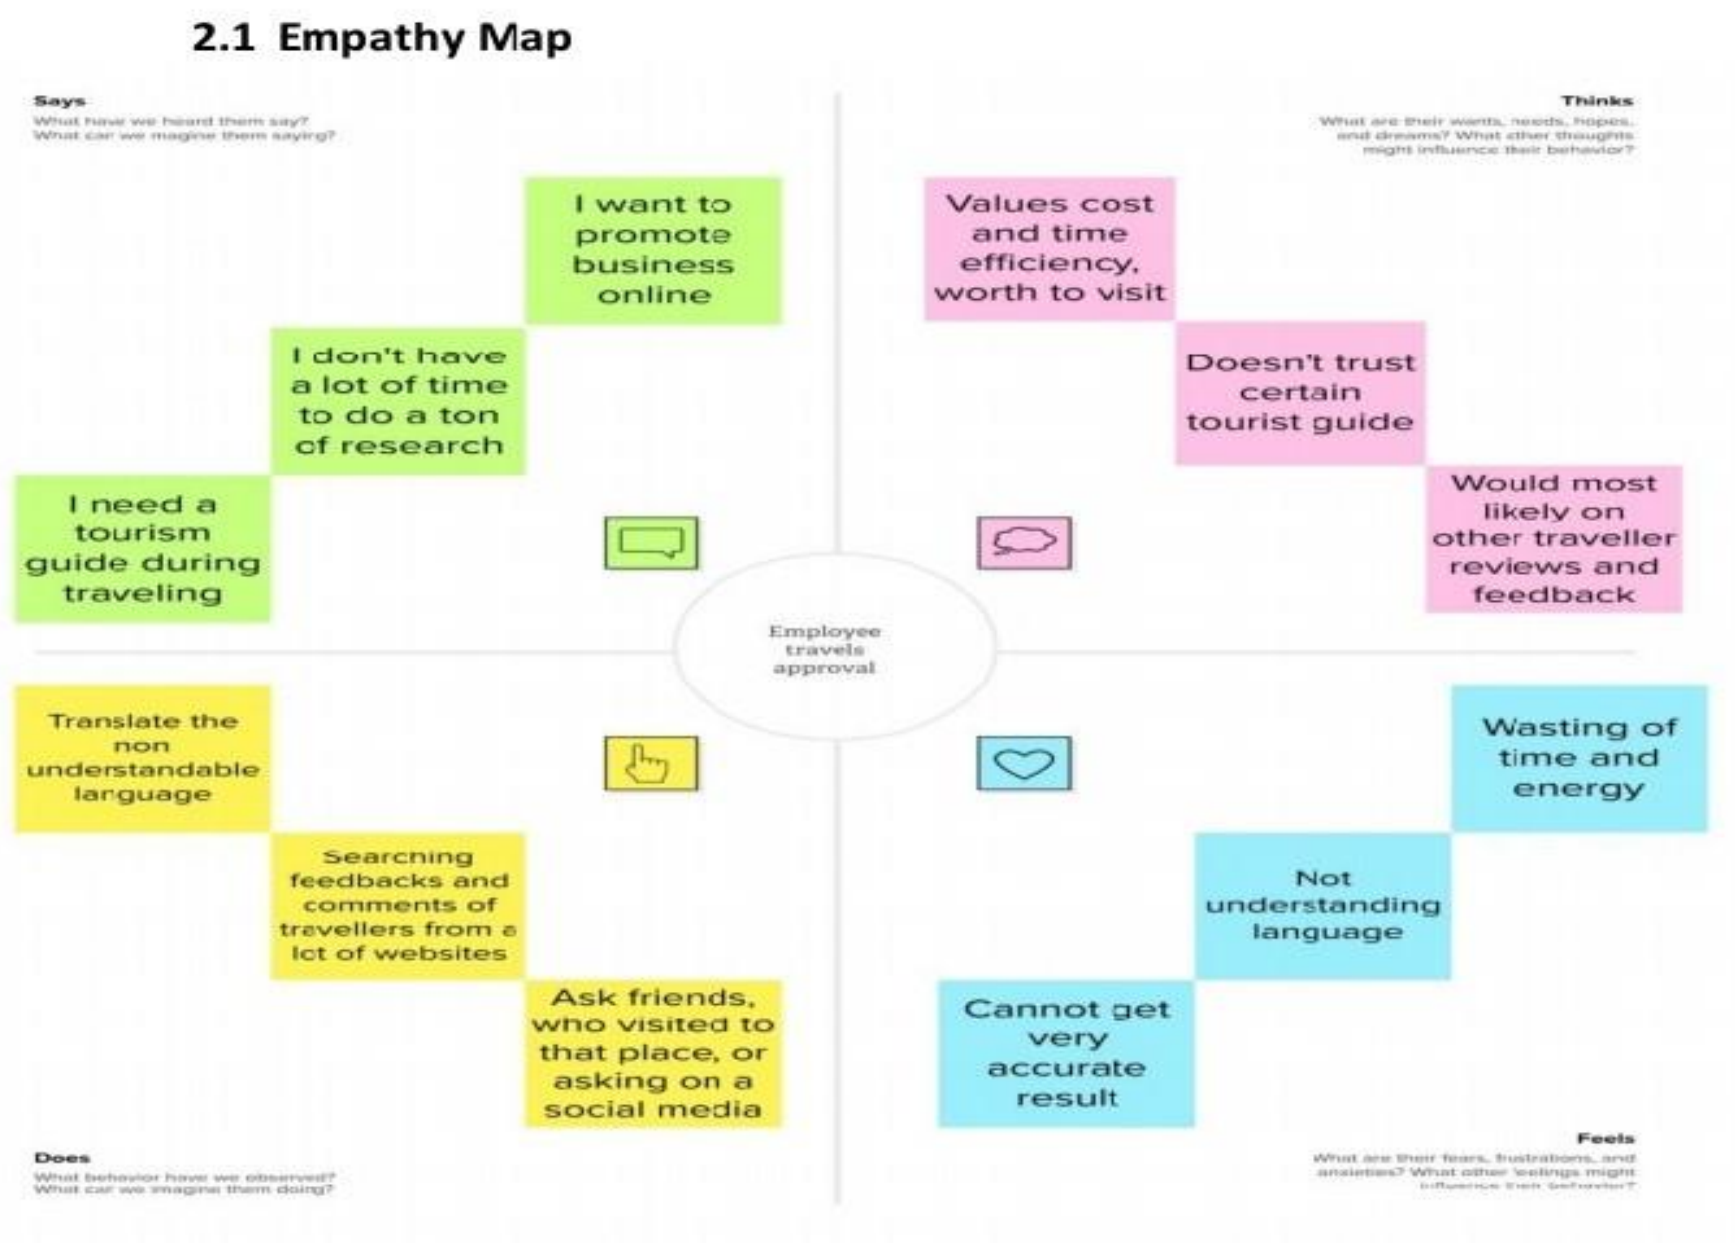 2.1 Empathy Map
Says
What have we heard them say?
What car we magine them saying?
I want to
promote
business
online
I don't have
a lot of time
to do a ton
of research
I need a
tourism
guide during
traveling
Thinks
What are their wants, needs, hopes,
and dreams? What other thoughts
might influence their behavior?
Values cost
and time
efficiency,
worth to visit
Doesn't trust
certain
tourist guide
Would most
likely on
other traveller
reviews and
feedback
Employee
travels
approval
Translate the
non
understandable
language
Searching
feedbacks and
comments of
travellers from a
lot of websites
Ask friends,
who visited to
that place, or
asking on a
social media
Does
What behavior have we observed?
What car we imagine them doing?
Wasting of
time and
energy
Not
understanding
language
Cannot get
very
accurate
result
Feels
What are their fears, frustrations, and
anxieties? What other feelings might
influence their behavior?